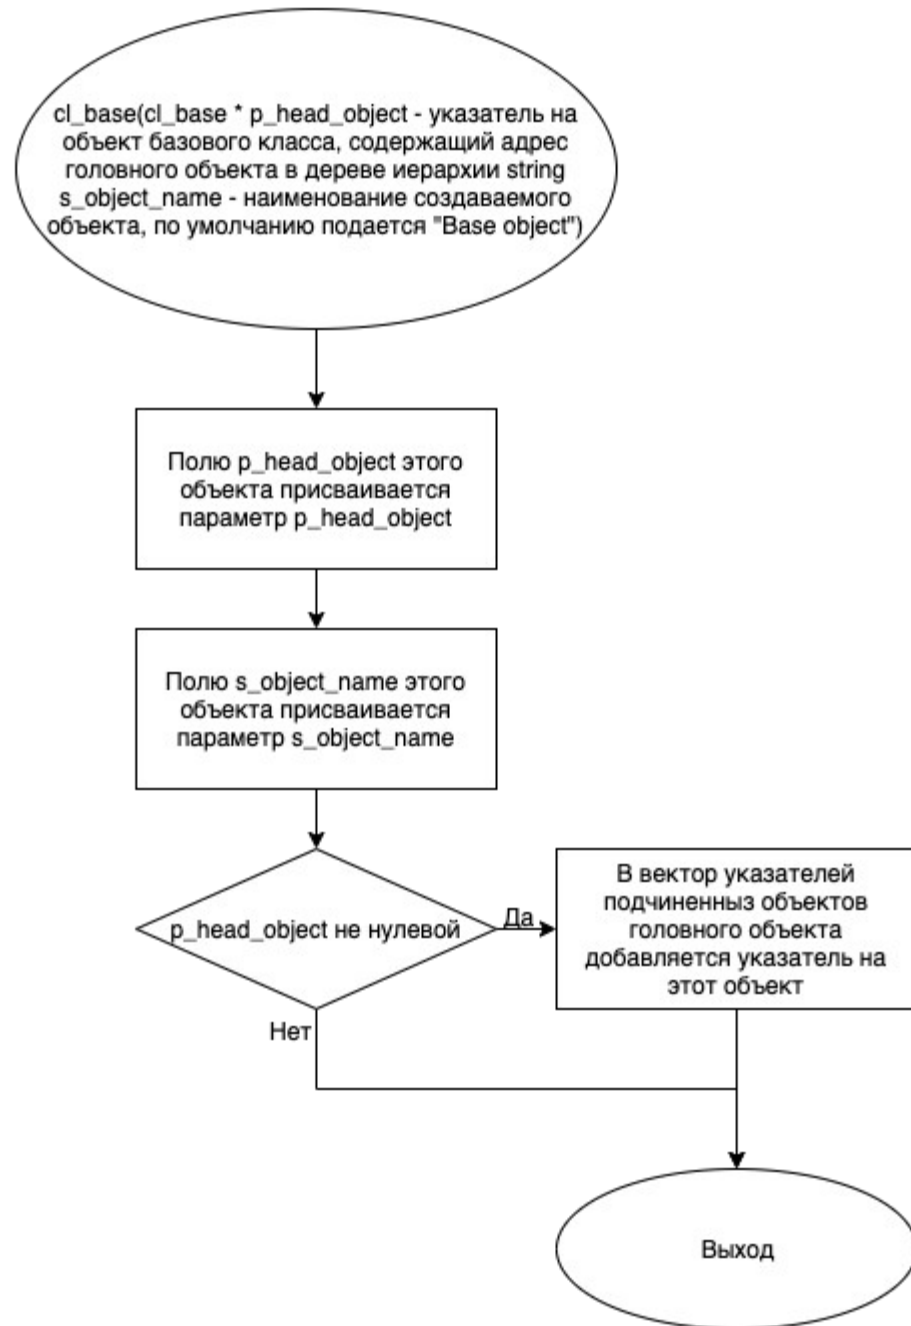 cl_base(cl_base * p_head_object - указатель на
объект базового класса, содержащий адрес
головного объекта в дереве иерархии string
s_object_name - наименование создаваемого
объекта, по умолчанию подается "Base object")
Полю p_head_object этого
объекта присваивается
параметр p_head_object
Полю s_object_name этого
объекта присваивается
параметр s_object_name
p_head_object не нулевой
Да
В вектор указателей
подчиненныз объектов
головного объекта
добавляется указатель на
этот объект
Нет
Выход